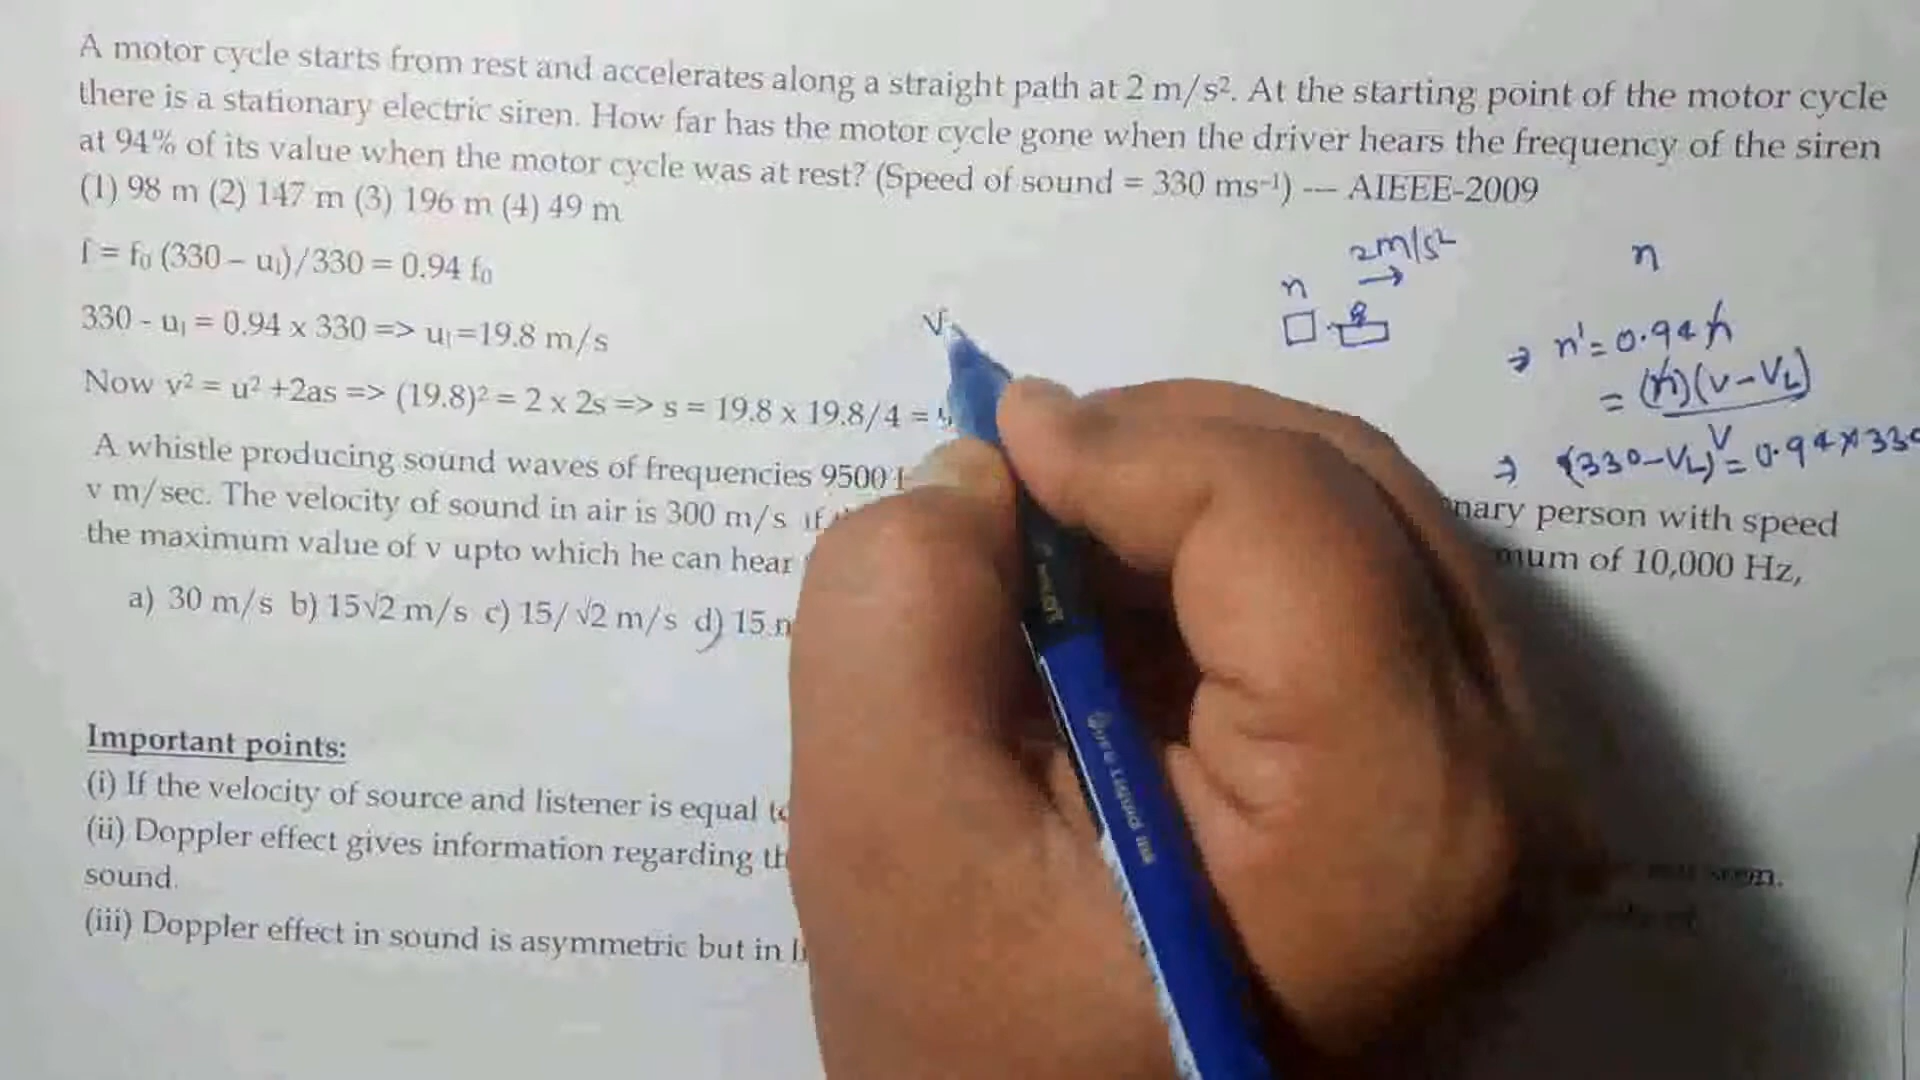 A motor cycle starts from rest and accelerates along a straight path at 2 m/s². At the starting point of the motor cycle
there is a stationary electric siren. How far has the motor cycle gone when the driver hears the frequency of the siren
at 94% of its value when the motor cycle was at rest? (Speed of sound = 330 ms⁻¹) --- AIEEE-2009
(1) 98 m (2) 147 m (3) 196 m (4) 49 m
f = f₀ (330 – uₗ)/330 = 0.94 f₀
330 - uₗ = 0.94 x 330 => uₗ=19.8 m/s
Now v² = u² +2as => (19.8)² = 2 x 2s => s = 19.8 x 19.8/4 =
V
2m/s²
n
n
⇒ n'= 0.94n
= (n)(v-V_L)
V
⇒ (330-V_L) = 0.94×330
A whistle producing sound waves of frequencies 9500
nary person with speed
v m/sec. The velocity of sound in air is 300 m/s if
mum of 10,000 Hz,
the maximum value of v upto which he can hear
a) 30 m/s b) 15√2 m/s c) 15/ √2 m/s d) 15
Important points:
(i) If the velocity of source and listener is equal
(ii) Doppler effect gives information regarding
sound.
(iii) Doppler effect in sound is asymmetric but in